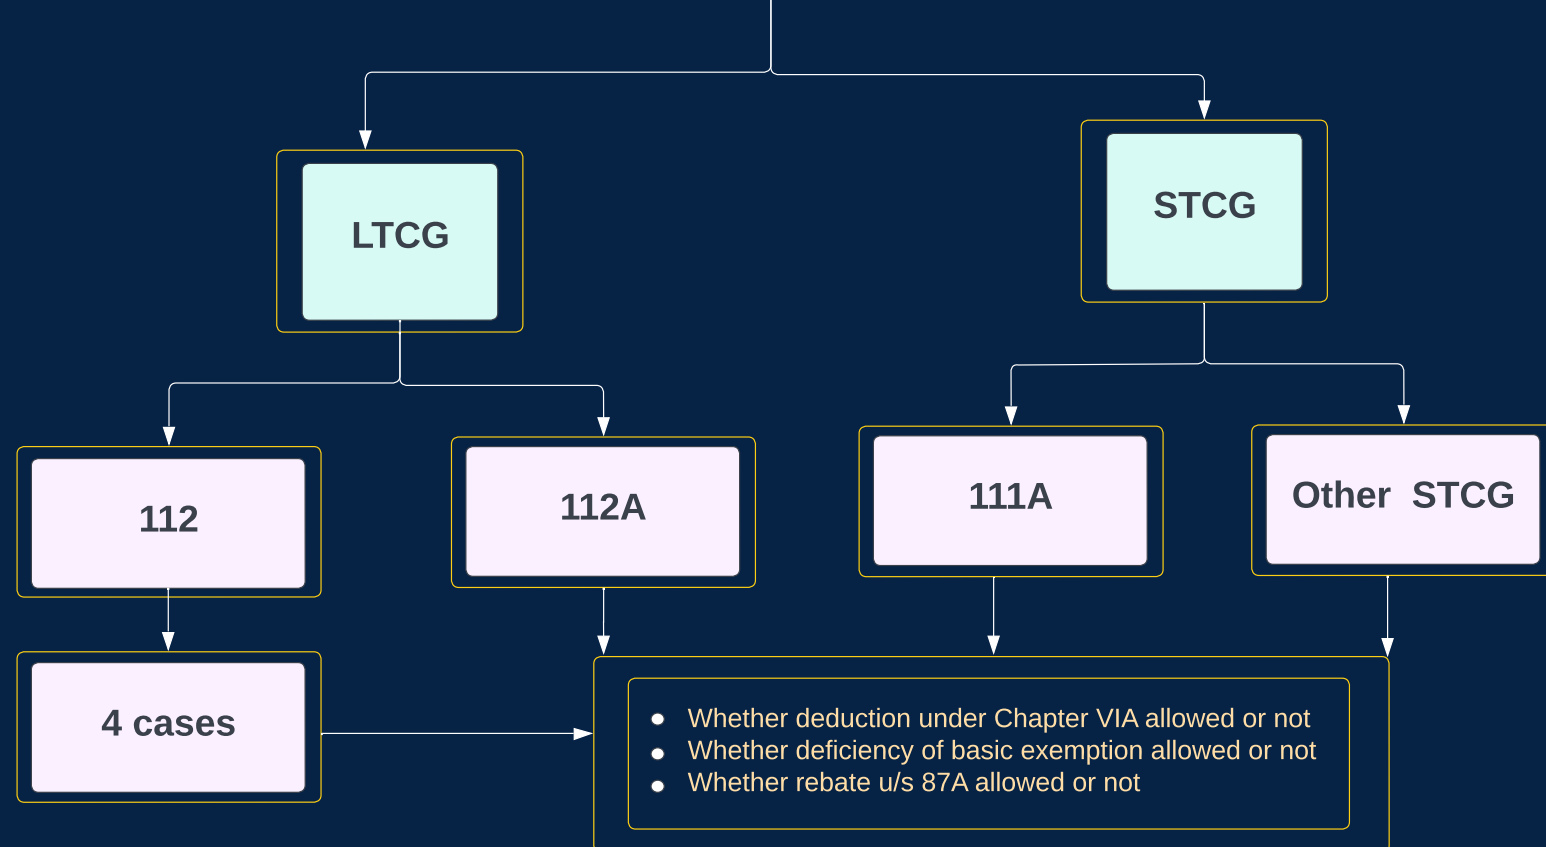 LTCG
STCG
112
112A
111A
Other  STCG
4 cases
Whether deduction under Chapter VIA allowed or not
Whether deficiency of basic exemption allowed or not
Whether rebate u/s 87A allowed or not